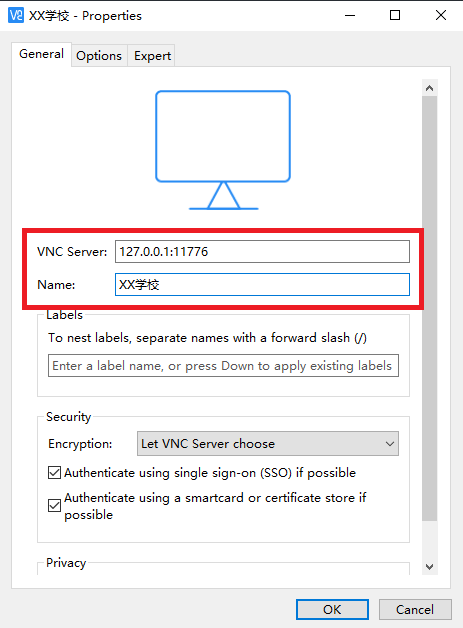 XX学校 - Properties
General Options Expert
VNC Server: 127.0.0.1:11776
Name: XX学校
Labels
To nest labels, separate names with a forward slash (/)
Enter a label name, or press Down to apply existing labels
Security
Encryption: Let VNC Server choose
Authenticate using single sign-on (SSO) if possible
Authenticate using a smartcard or certificate store if
possible
Privacy
OK Cancel